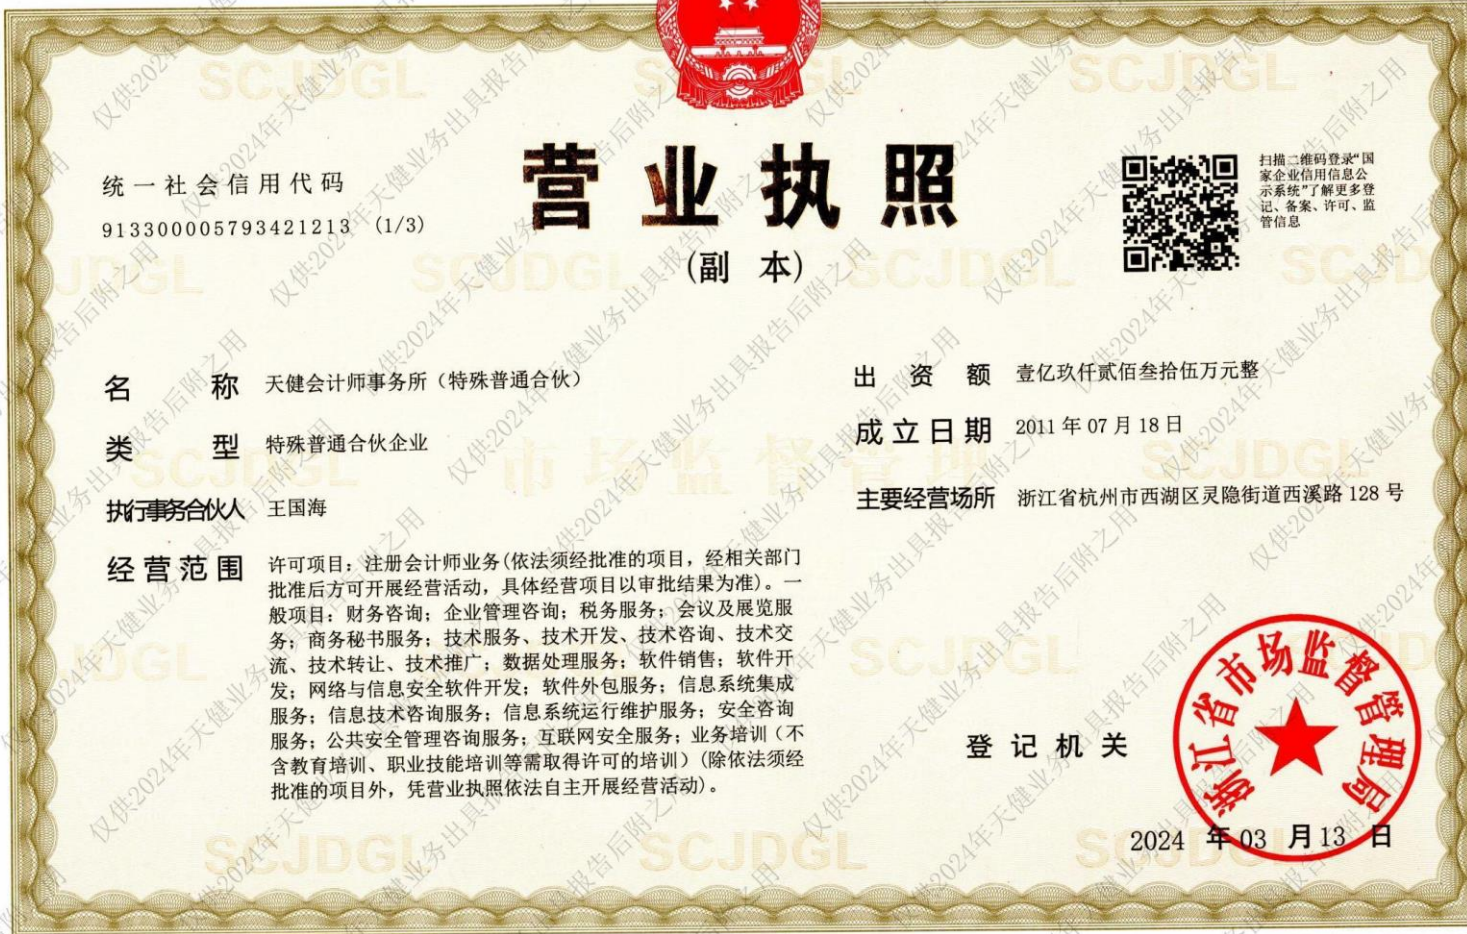 营业执照
(副 本)
统一社会信用代码
913300005793421213 (1/3)
扫描二维码登录“国
家企业信用信息公
示系统”了解更多登
记、备案、许可、监
管信息
名 称 天健会计师事务所（特殊普通合伙）
类 型 特殊普通合伙企业
执行事务合伙人 王国海
经营范围 许可项目：注册会计师业务(依法须经批准的项目，经相关部门
批准后方可开展经营活动，具体经营项目以审批结果为准)。一
般项目：财务咨询；企业管理咨询；税务服务；会议及展览服
务；商务秘书服务；技术服务、技术开发、技术咨询、技术交
流、技术转让、技术推广；数据处理服务；软件销售；软件开
发；网络与信息安全软件开发；软件外包服务；信息系统集成
服务；信息技术咨询服务；信息系统运行维护服务；安全咨询
服务；公共安全管理咨询服务；互联网安全服务；业务培训（不
含教育培训、职业技能培训等需取得许可的培训）(除依法须经
批准的项目外，凭营业执照依法自主开展经营活动)。
出 资 额 壹亿玖仟贰佰叁拾伍万元整
成立日期 2011 年 07 月 18 日
主要经营场所 浙江省杭州市西湖区灵隐街道西溪路 128 号
登记机关
浙江省市场监督管理局
2024 年 03 月 13 日
市场监督管理
SCJDGL
仅供2024年天健业务出具报告后附之用